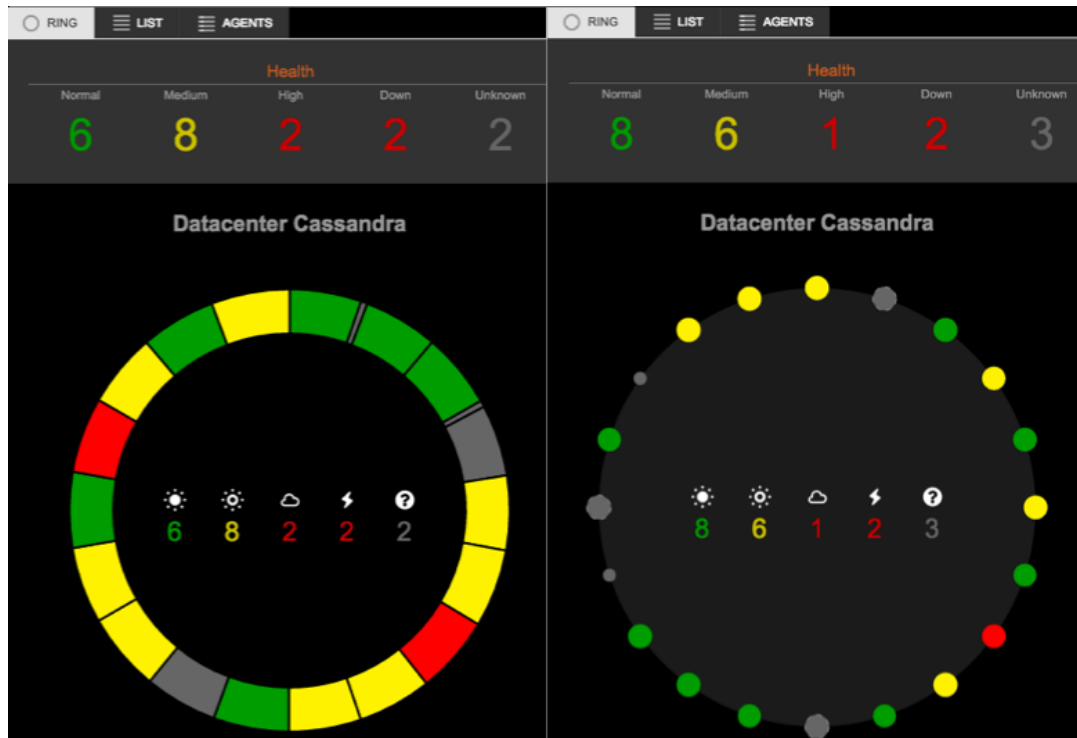 RING LIST AGENTS
Health
Normal Medium High Down Unknown
6 8 2 2 2
Datacenter Cassandra
? 
6 8 2 2 2
RING LIST AGENTS
Health
Normal Medium High Down Unknown
8 6 1 2 3
Datacenter Cassandra
?
8 6 1 2 3